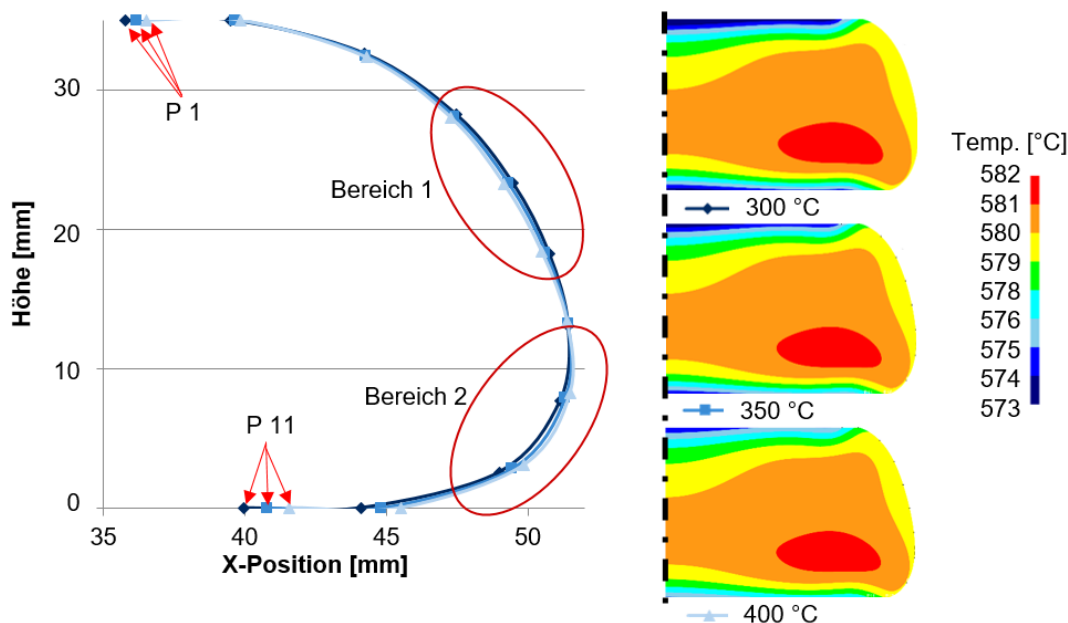 30
20
10
0
Höhe [mm]
35
40
45
50
X-Position [mm]
P 1
Bereich 1
Bereich 2
P 11
300 °C
350 °C
400 °C
Temp. [°C]
582
581
580
579
578
576
575
574
573